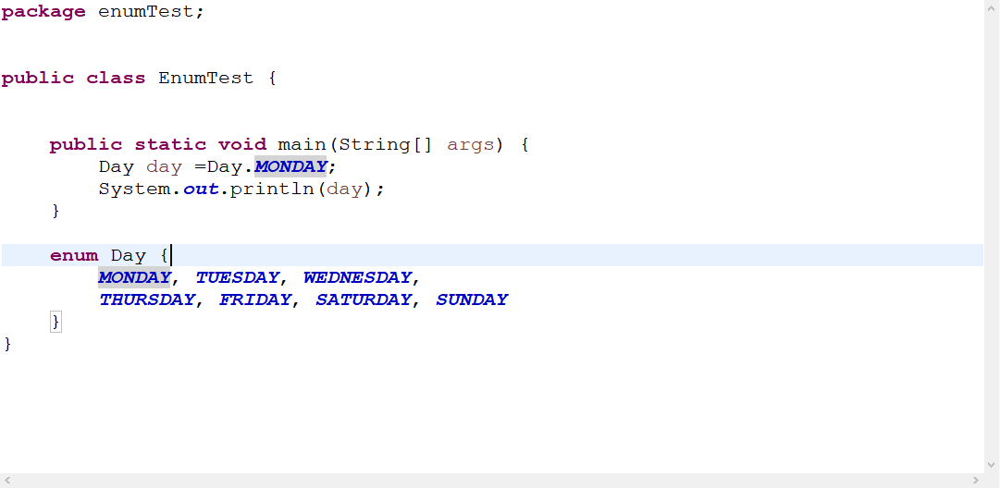 package enumTest;
public class EnumTest {
public static void main(String[] args) {
Day day =Day.MONDAY;
System.out.println(day);
}
enum Day {
MONDAY, TUESDAY, WEDNESDAY,
THURSDAY, FRIDAY, SATURDAY, SUNDAY
}
}